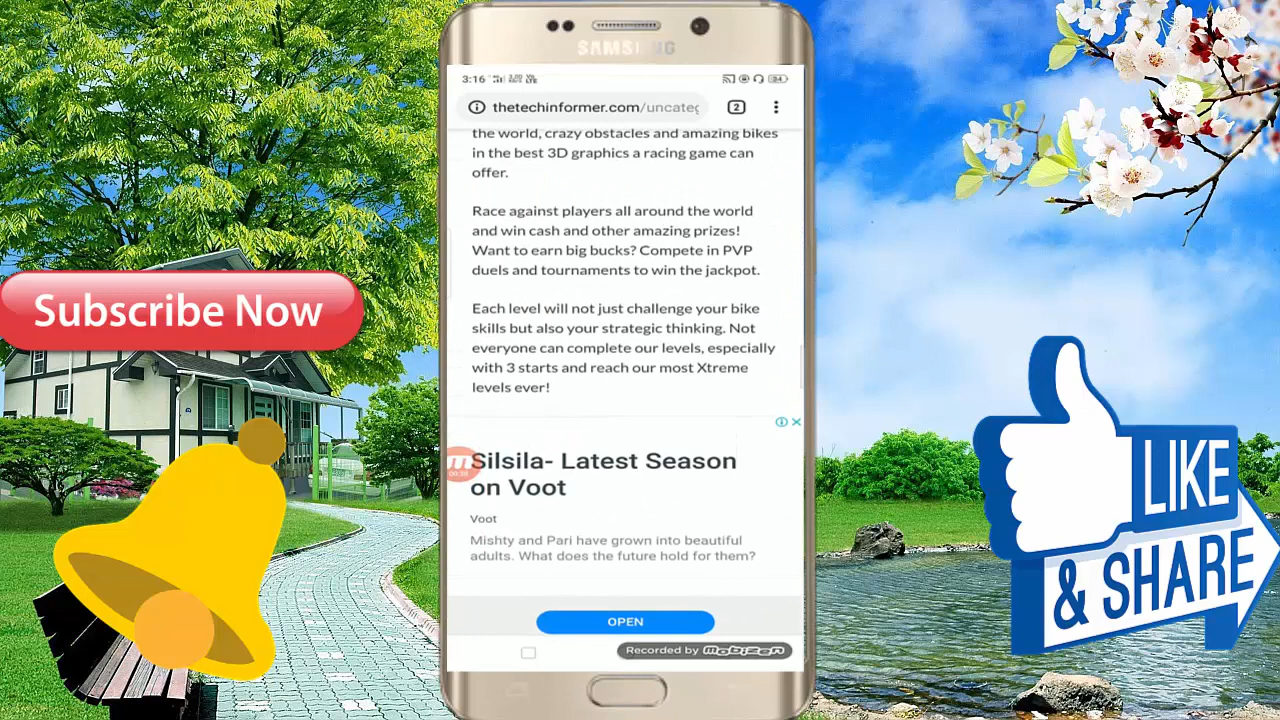 SAMSUNG
3:16
thetechinformer.com/uncateg
2
the world, crazy obstacles and amazing bikes
in the best 3D graphics a racing game can
offer.
Race against players all around the world
and win cash and other amazing prizes!
Want to earn big bucks? Compete in PVP
duels and tournaments to win the jackpot.
Each level will not just challenge your bike
skills but also your strategic thinking. Not
everyone can complete our levels, especially
with 3 starts and reach our most Xtreme
levels ever!
Silsila- Latest Season
on Voot
Voot
Mishty and Pari have grown into beautiful
adults. What does the future hold for them?
OPEN
Recorded by mobizen
Subscribe Now
LIKE
& SHARE